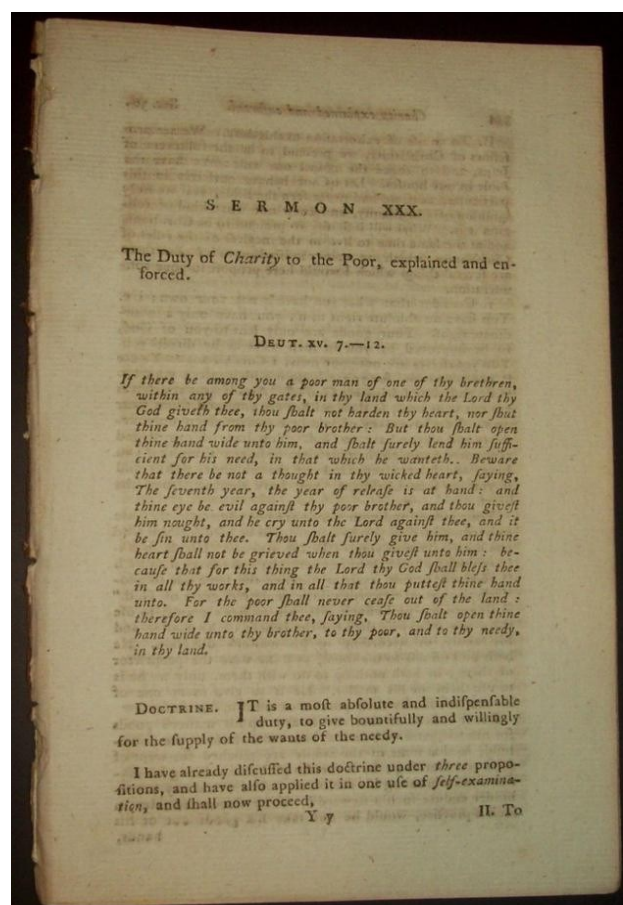 SERMON XXX.
The Duty of Charity to the Poor, explained and en-
forced.
DEUT. XV. 7.—12.
If there be among you a poor man of one of thy brethren,
within any of thy gates, in thy land which the Lord thy
God giveth thee, thou ſhalt not harden thy heart, nor ſhut
thine hand from thy poor brother: But thou ſhalt open
thine hand wide unto him, and ſhalt ſurely lend him ſuffi-
cient for his need, in that which he wanteth.. Beware
that there be not a thought in thy wicked heart, ſaying,
The ſeventh year, the year of releaſe is at hand: and
thine eye be evil againſt thy poor brother, and thou giveſt
him nought, and he cry unto the Lord againſt thee, and it
be ſin unto thee. Thou ſhalt ſurely give him, and thine
heart ſhall not be grieved when thou giveſt unto him: be-
cauſe that for this thing the Lord thy God ſhall bleſs thee
in all thy works, and in all that thou putteſt thine hand
unto. For the poor ſhall never ceaſe out of the land:
therefore I command thee, ſaying, Thou ſhalt open thine
hand wide unto thy brother, to thy poor, and to thy needy,
in thy land.
DOCTRINE. IT is a moſt abſolute and indiſpenſable
duty, to give bountifully and willingly
for the ſupply of the wants of the needy.
I have already diſcuſſed this doctrine under three propo-
ſitions, and have alſo applied it in one uſe of ſelf-examina-
tion, and ſhall now proceed,
Y y II. To